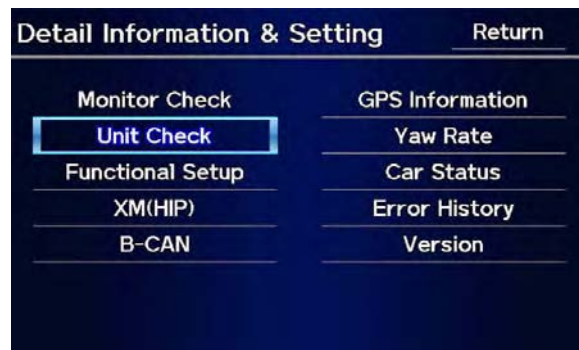 Detail Information & Setting
Return
Monitor Check
GPS Information
Unit Check
Yaw Rate
Functional Setup
Car Status
XM(HIP)
Error History
B-CAN
Version